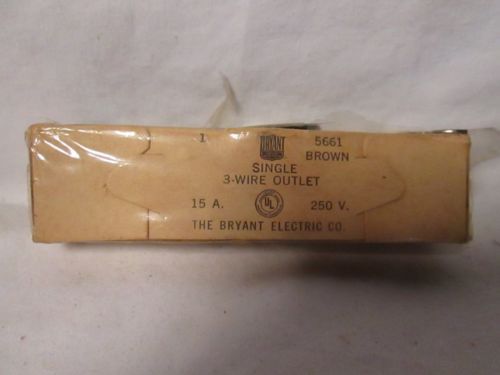 1 BRYANT 5661
BROWN
SINGLE
3-WIRE OUTLET
15 A. UL 250 V.
THE BRYANT ELECTRIC CO.